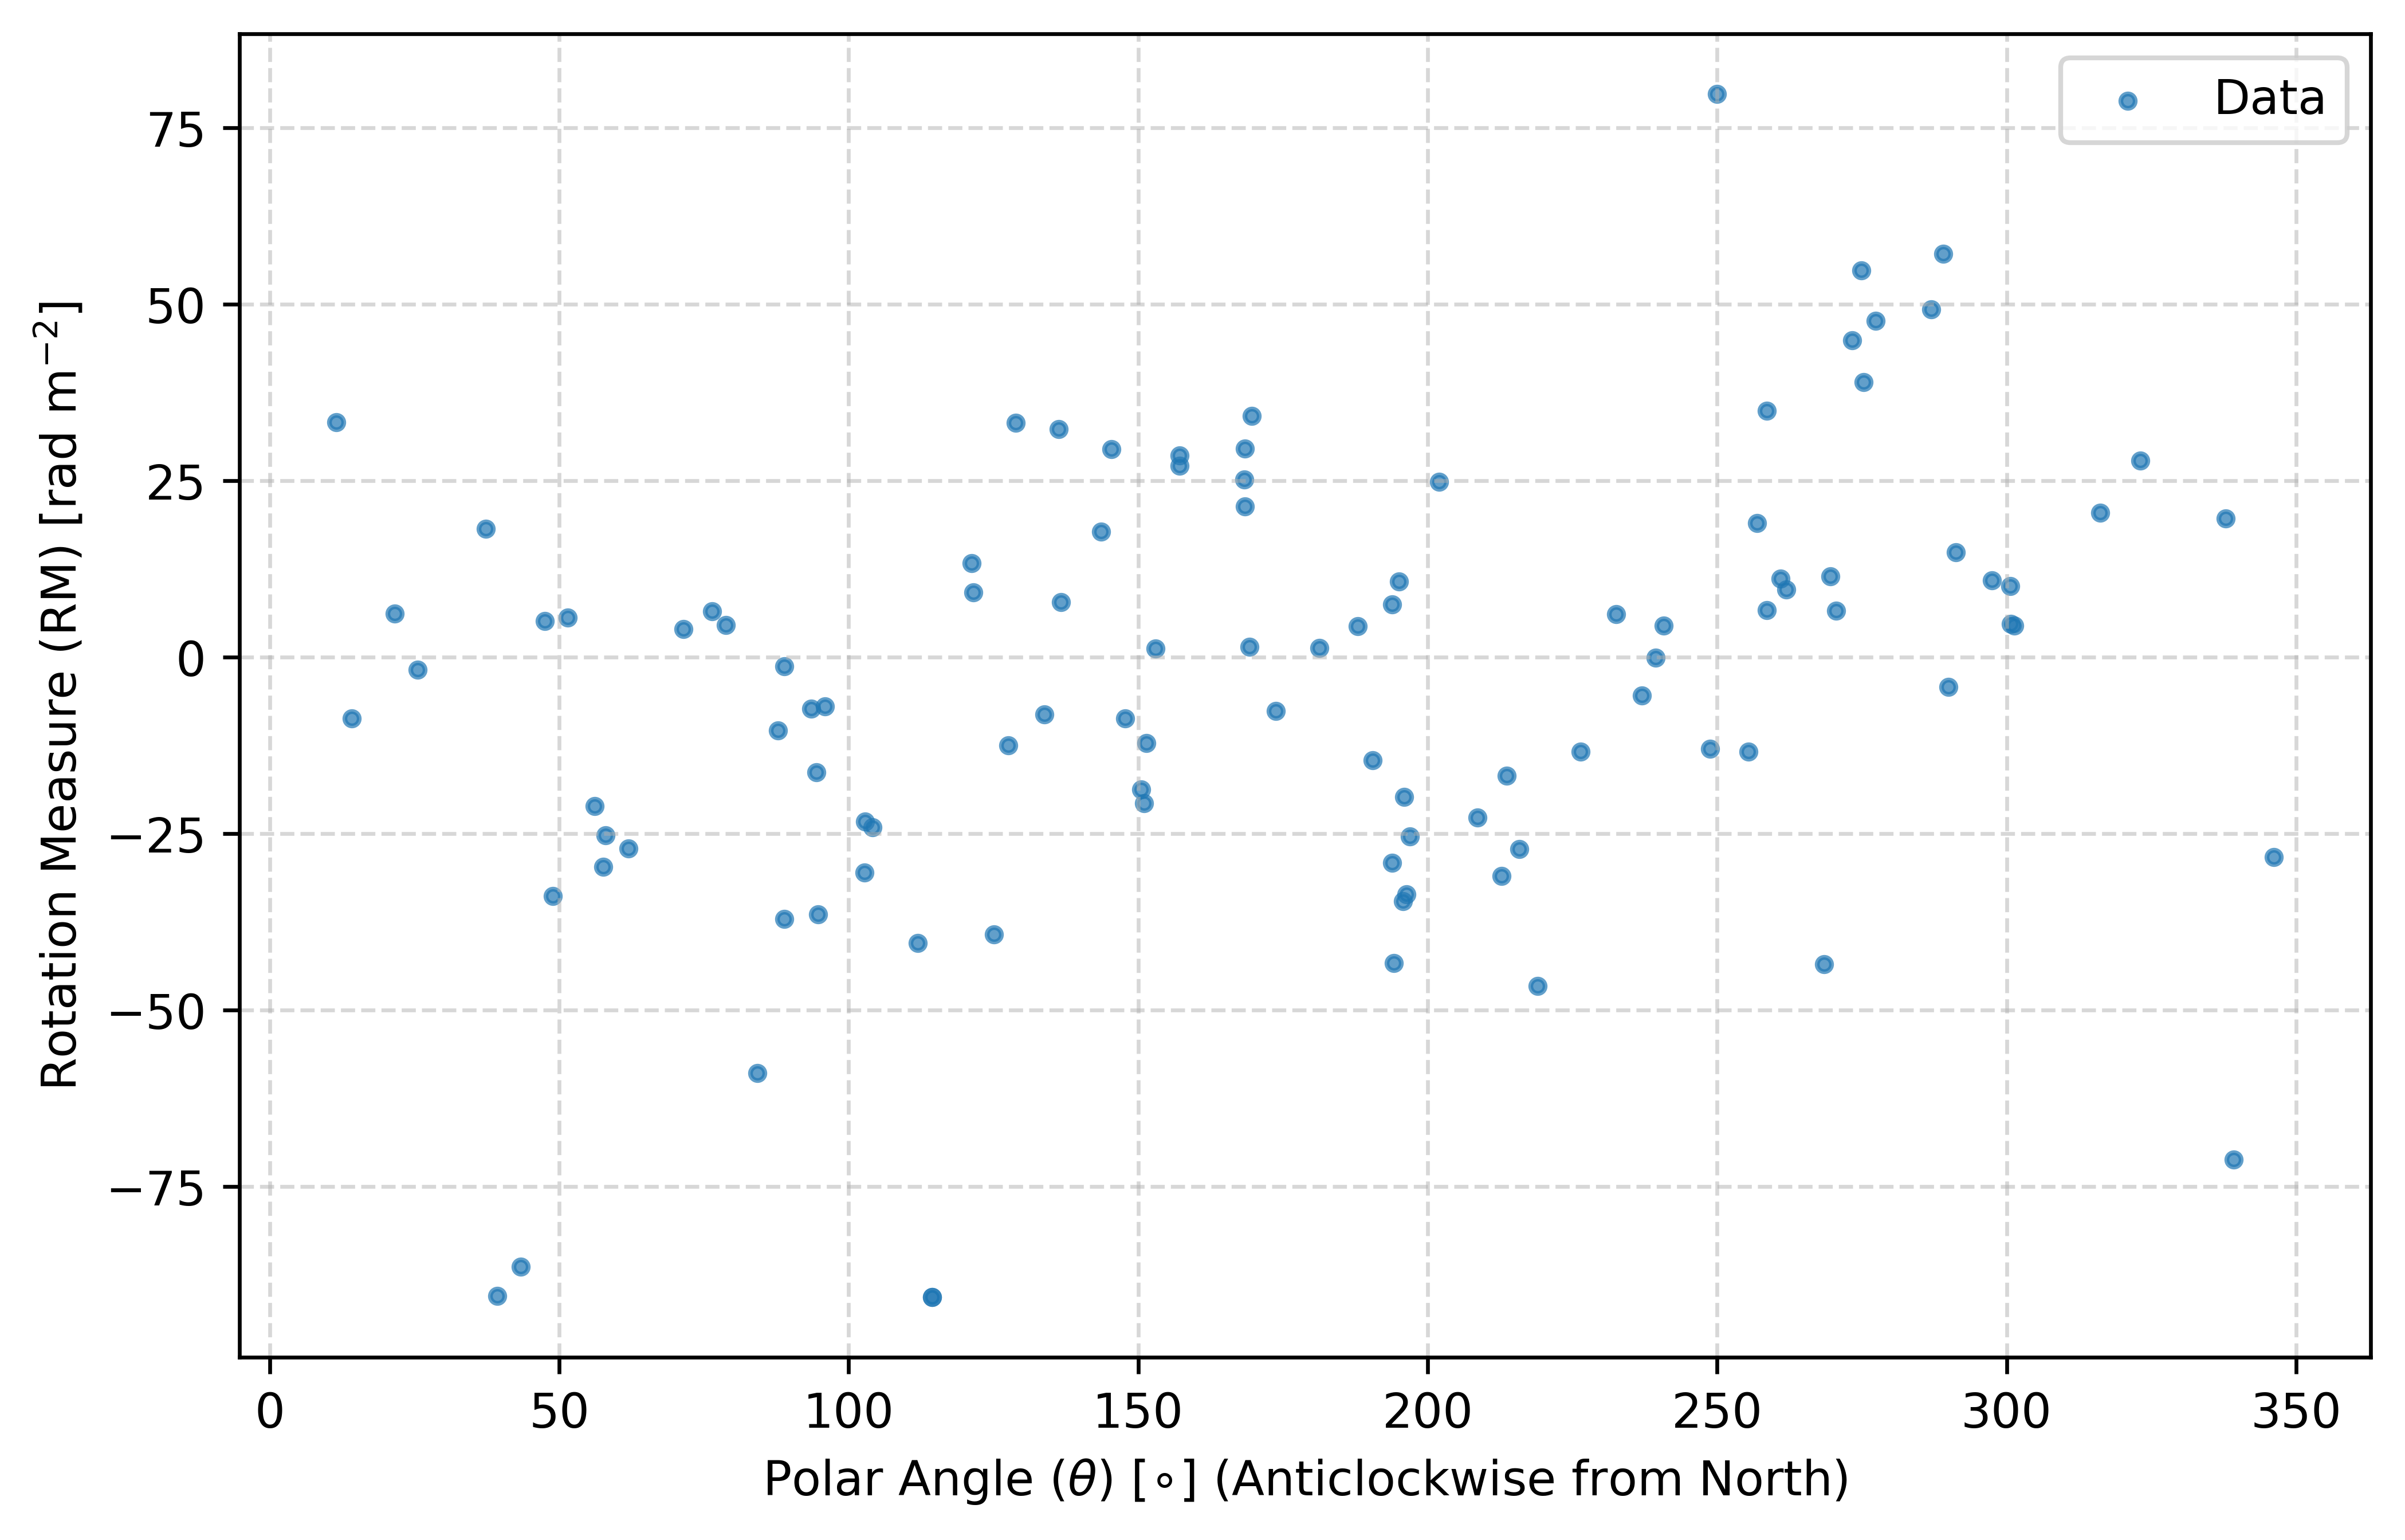 Data
75
50
25
0
−25
−50
−75
Rotation Measure (RM) [rad m⁻²]
0 50 100 150 200 250 300 350
Polar Angle (θ) [∘] (Anticlockwise from North)